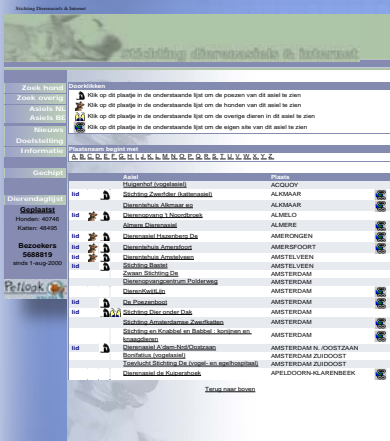 Stichting Dierenasiels & Internet
Stichting dierenasiels & internet
Zoek hond
Zoek overig
Asiels NL
Asiels BE
Nieuws
Doelstelling
Informatie
Gechipt
Dierendaglijst
Geplaatst
Honden: 40746
Katten: 48495
Bezoekers
5688819
sinds 1-aug-2000
Petlook
Doorklikken
Klik op dit plaatje in de onderstaande lijst om de poezen van dit asiel te zien
Klik op dit plaatje in de onderstaande lijst om de honden van dit asiel te zien
Klik op dit plaatje in de onderstaande lijst om de overige dieren in dit asiel te zien
Klik op dit plaatje in de onderstaande lijst om de eigen site van dit asiel te zien
Plaatsnaam begint met
A, B, C, D, E, F, G, H, I, J, K, L, M, N, O, P, Q, R, S, T, U, V, W, X, Y, Z,
Asiel Plaats
Huigenhof (vogelasiel) ACQUOY
lid Stichting Zwerfdier (kattenasiel) ALKMAAR
Dierentehuis Alkmaar eo ALKMAAR
lid Dierenopvang 't Noordbroek ALMELO
Almere Dierenasiel ALMERE
lid Dierenasiel Hazenberg De AMERONGEN
lid Dierentehuis Amersfoort AMERSFOORT
lid Dierentehuis Amstelveen AMSTELVEEN
lid Stichting Bastet AMSTELVEEN
Zwaan Stichting De AMSTERDAM
Dierenopvangcentrum Polderweg AMSTERDAM
DierenKwijtLijn AMSTERDAM
lid De Poezenboot AMSTERDAM
lid Stichting Dier onder Dak AMSTERDAM
Stichting Amsterdamse Zwerfkatten AMSTERDAM
Stichting en Knabbel en Babbel : konijnen en
knaagdieren AMSTERDAM
lid Dierenasiel A'dam-Nrd/Oostzaan AMSTERDAM N. /OOSTZAAN
Bonifatius (vogelasiel) AMSTERDAM ZUIDOOST
Toevlucht Stichting De (vogel- en egelhospitaal) AMSTERDAM ZUIDOOST
Dierenasiel de Kuipershoek APELDOORN-KLARENBEEK
Terug naar boven